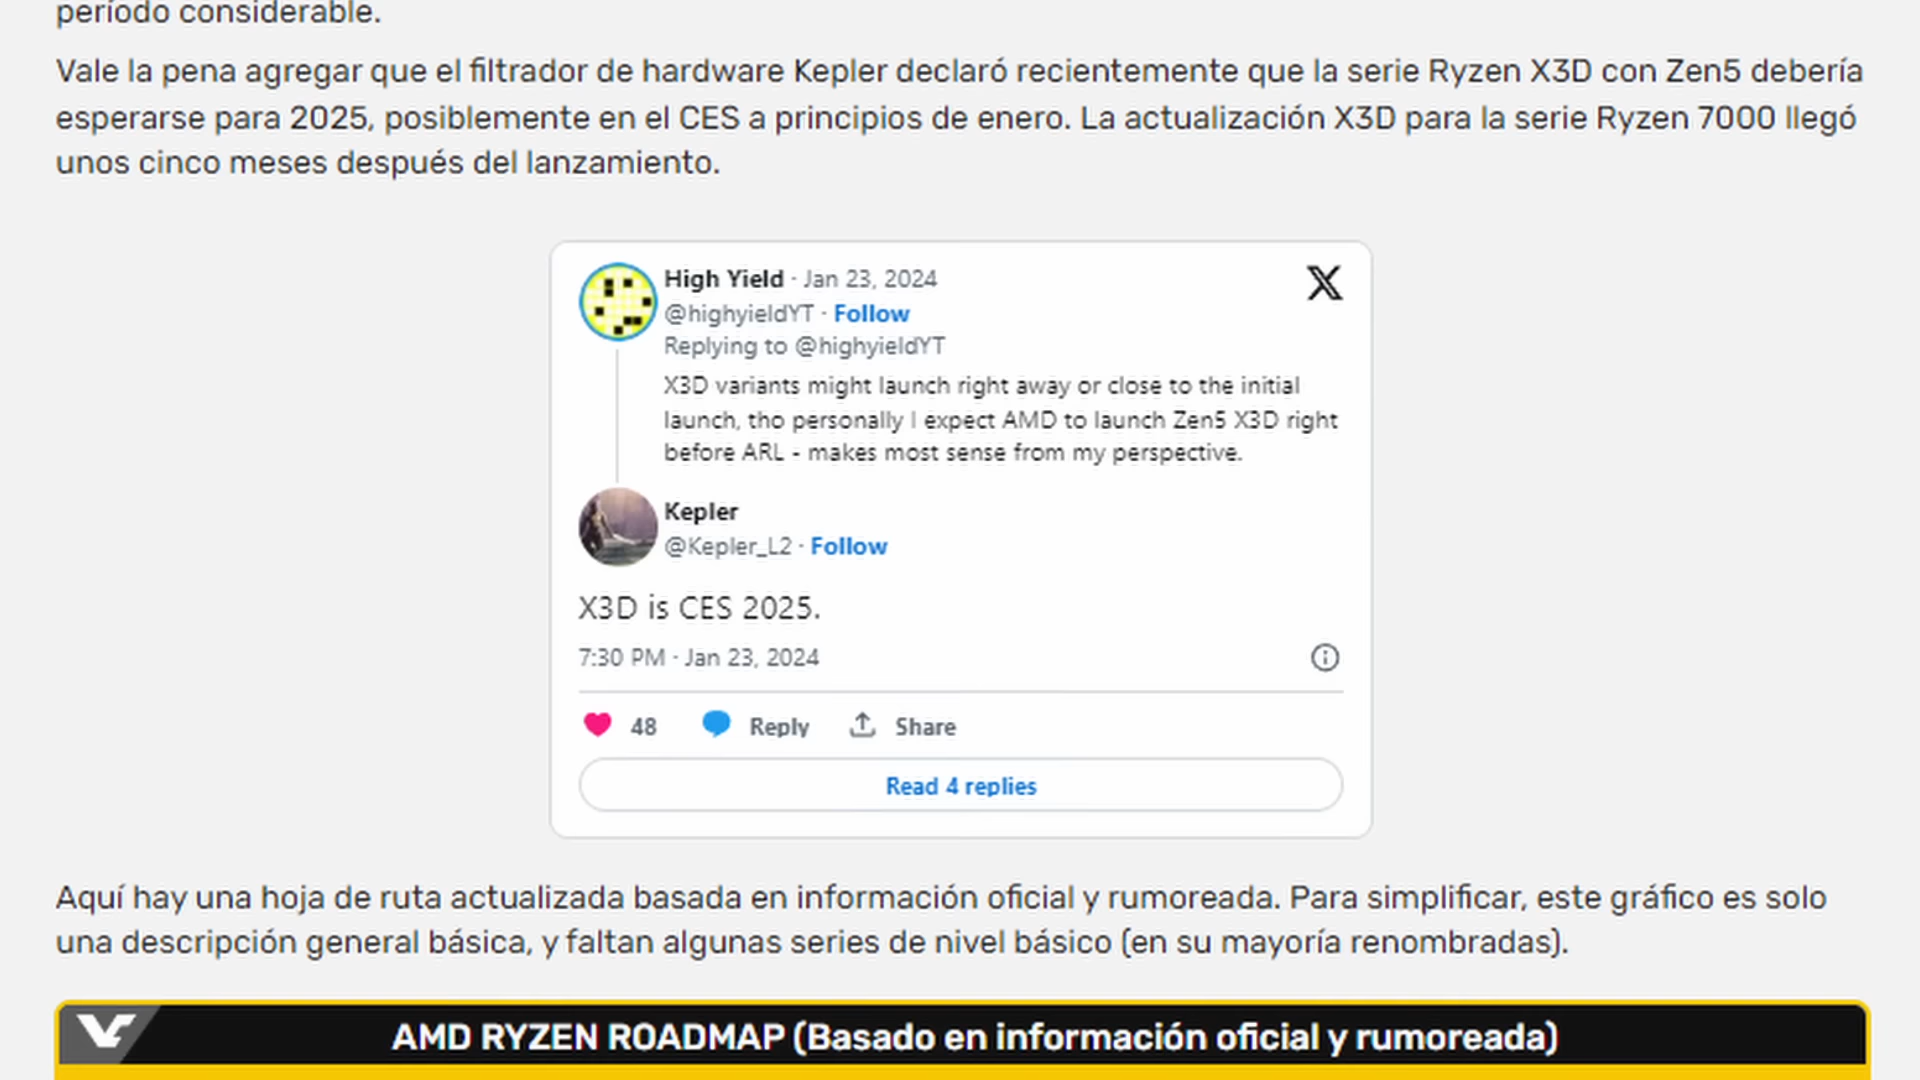 período considerable.
Vale la pena agregar que el filtrador de hardware Kepler declaró recientemente que la serie Ryzen X3D con Zen5 debería
esperarse para 2025, posiblemente en el CES a principios de enero. La actualización X3D para la serie Ryzen 7000 llegó
unos cinco meses después del lanzamiento.
High Yield · Jan 23, 2024
@highyieldYT · Follow
Replying to @highyieldYT
X3D variants might launch right away or close to the initial
launch, tho personally I expect AMD to launch Zen5 X3D right
before ARL - makes most sense from my perspective.
Kepler
@Kepler_L2 · Follow
X3D is CES 2025.
7:30 PM · Jan 23, 2024
48 Reply Share
Read 4 replies
Aquí hay una hoja de ruta actualizada basada en información oficial y rumoreada. Para simplificar, este gráfico es solo
una descripción general básica, y faltan algunas series de nivel básico (en su mayoría renombradas).
AMD RYZEN ROADMAP (Basado en información oficial y rumoreada)